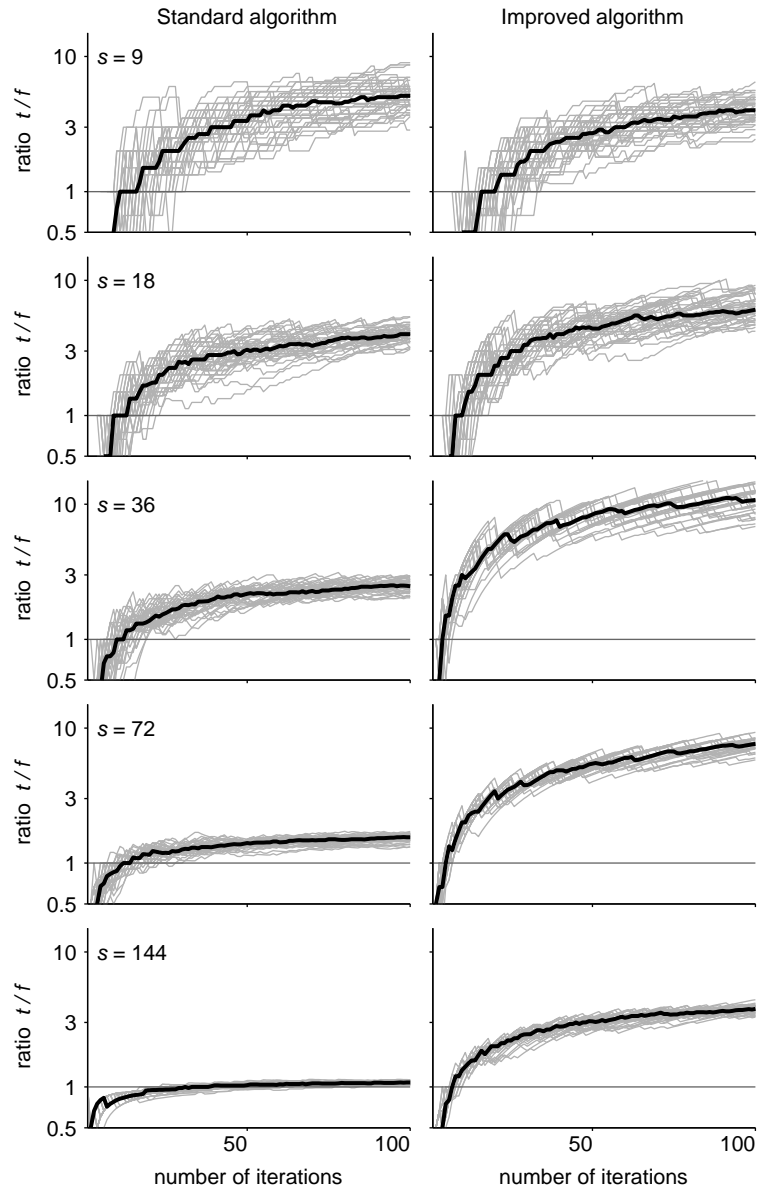 Standard algorithm
Improved algorithm
s = 9
10
3
1
0.5
ratio t / f
s = 18
10
3
1
0.5
ratio t / f
s = 36
10
3
1
0.5
ratio t / f
s = 72
10
3
1
0.5
ratio t / f
s = 144
10
3
1
0.5
ratio t / f
50
100
50
100
number of iterations
number of iterations